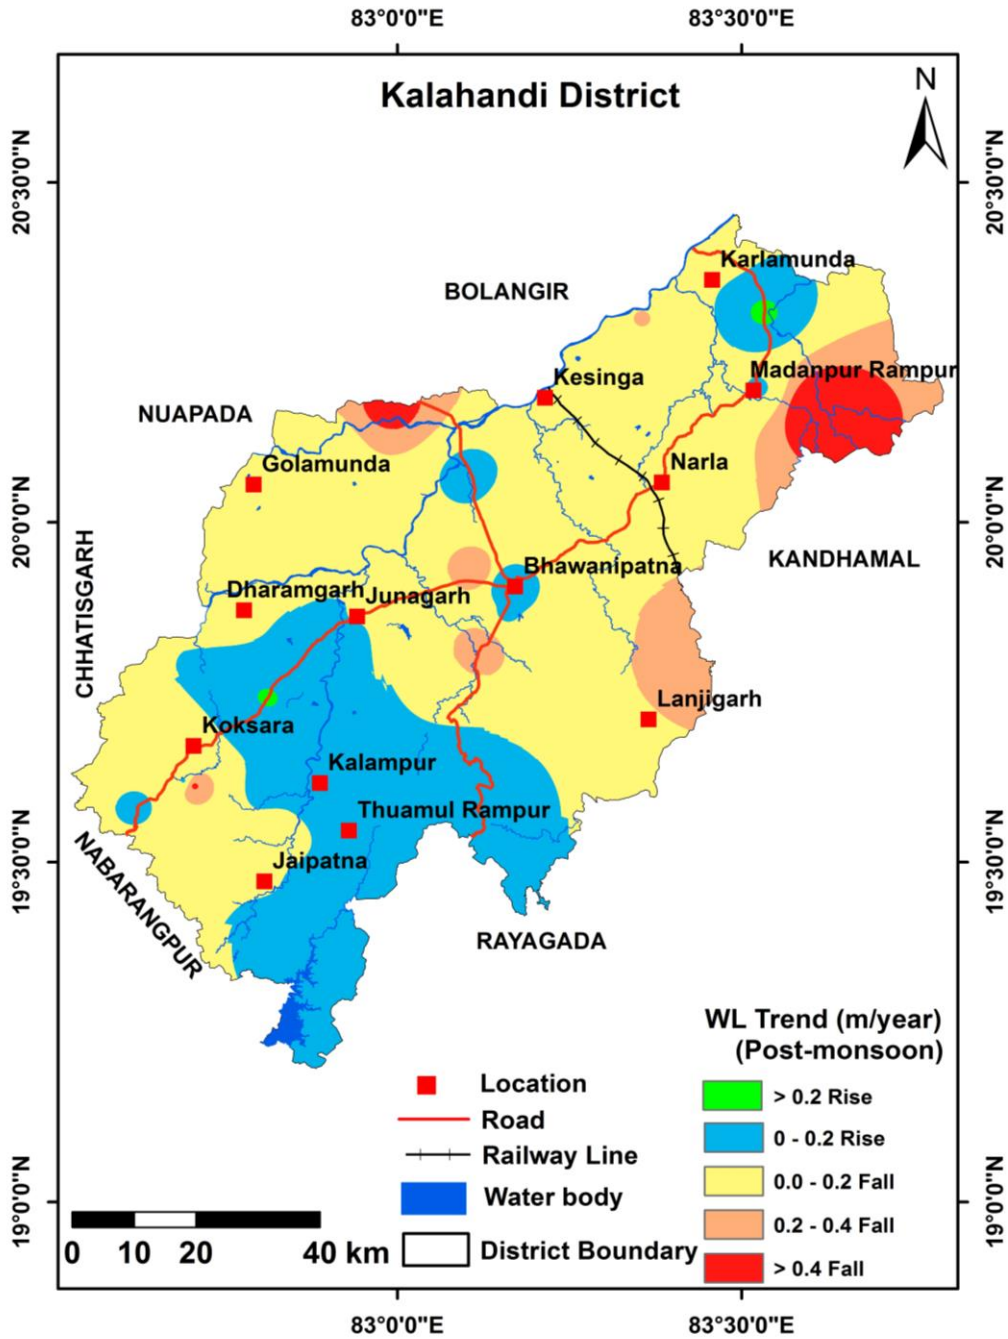 83°0'0"E
83°30'0"E
Kalahandi District
N
20°30'0"N
20°30'0"N
Karlamunda
BOLANGIR
Madanpur Rampur
Kesinga
NUAPADA
Golamunda
Narla
20°0'0"N
20°0'0"N
KANDHAMAL
CHHATISGARH
Bhawanipatna
Dharamgarh
Junagarh
Lanjigarh
Koksara
Kalampur
Thuamul Rampur
19°30'0"N
19°30'0"N
Jaipatna
NABARANGPUR
RAYAGADA
WL Trend (m/year)
(Post-monsoon)
> 0.2 Rise
0 - 0.2 Rise
0.0 - 0.2 Fall
0.2 - 0.4 Fall
> 0.4 Fall
Location
Road
Railway Line
Water body
District Boundary
19°0'0"N
19°0'0"N
0 10 20 40 km
83°0'0"E
83°30'0"E